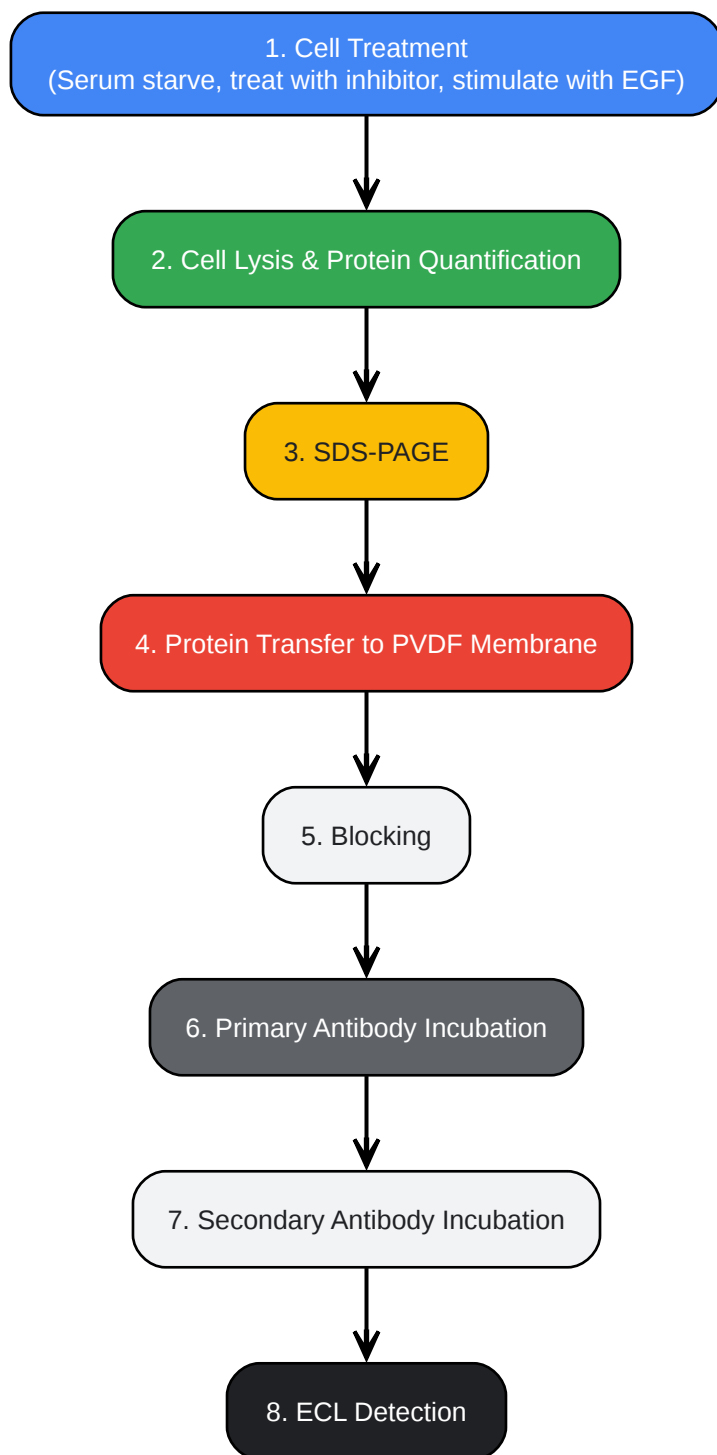 1. Cell Treatment
(Serum starve, treat with inhibitor, stimulate with EGF)
2. Cell Lysis & Protein Quantification
3. SDS-PAGE
4. Protein Transfer to PVDF Membrane
5. Blocking
6. Primary Antibody Incubation
7. Secondary Antibody Incubation
8. ECL Detection